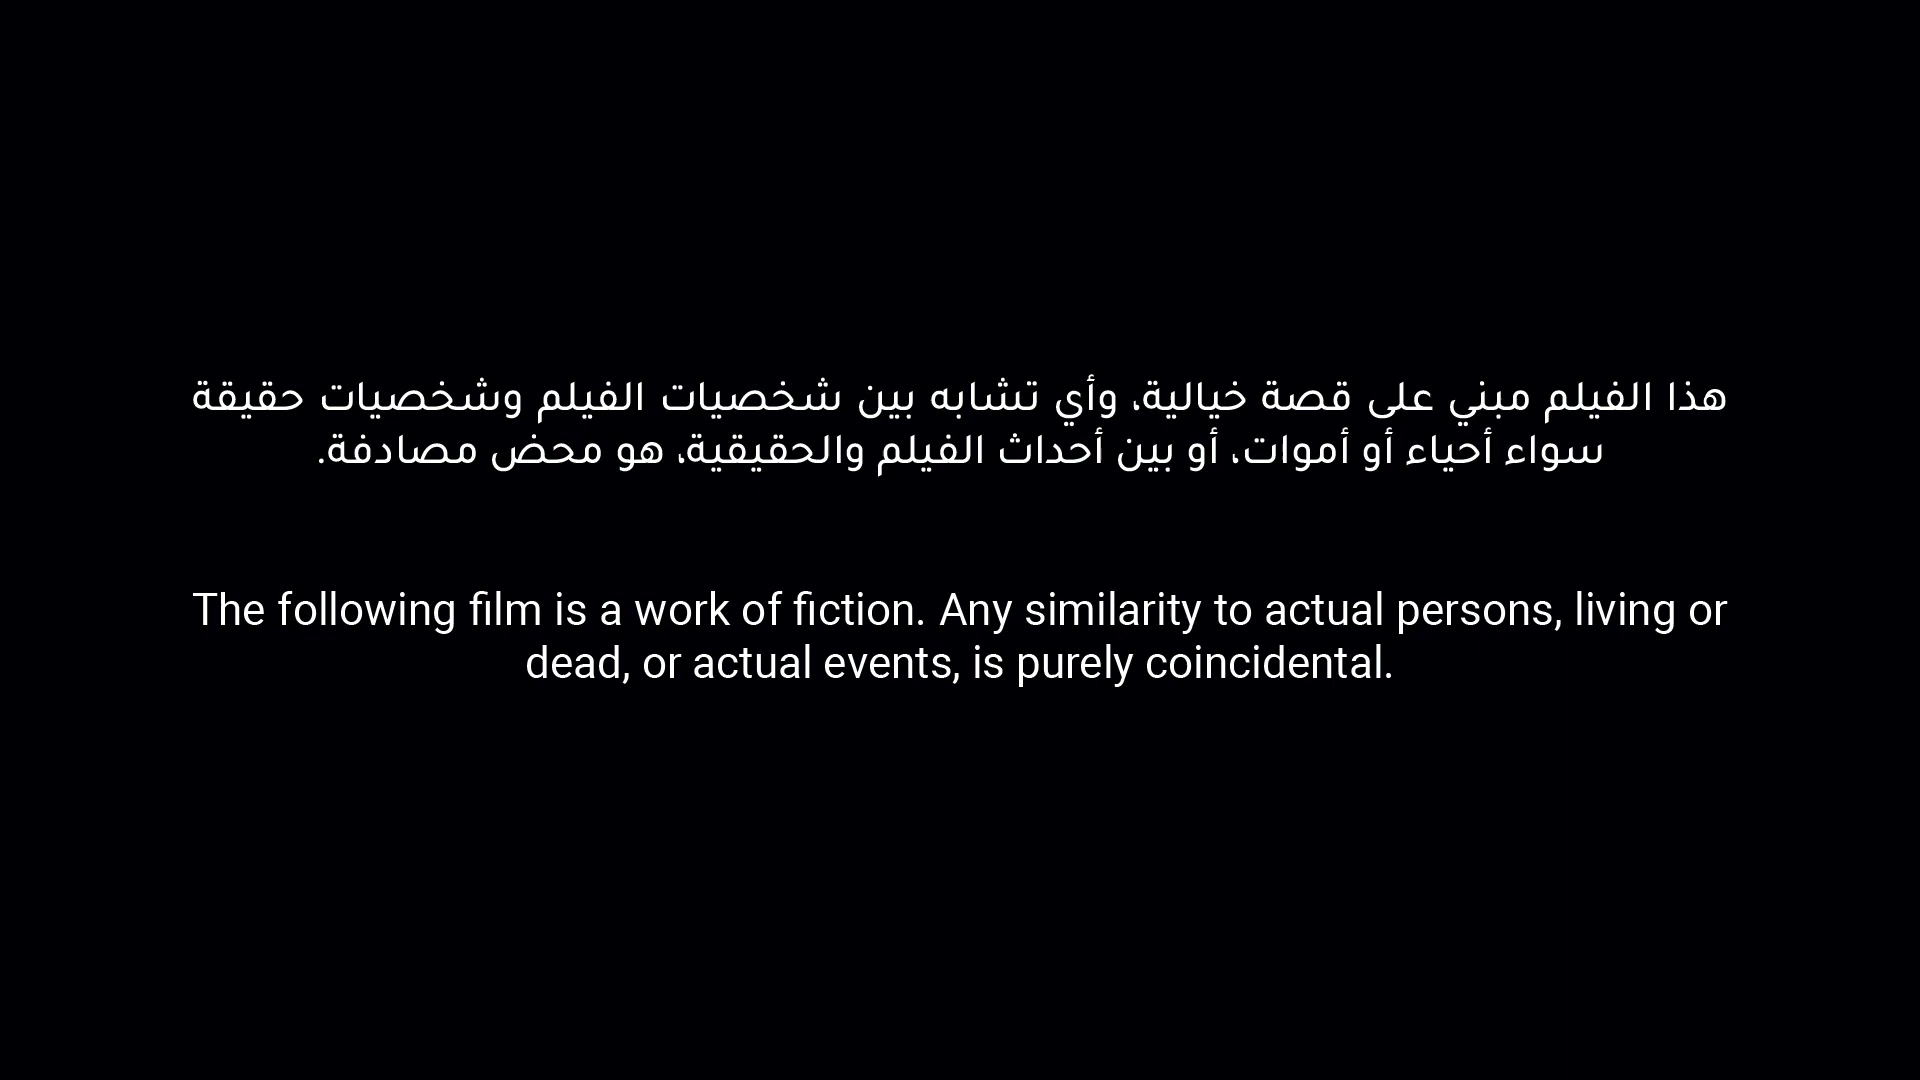 هذا الفيلم مبني على قصة خيالية، وأي تشابه بين شخصيات الفيلم وشخصيات حقيقة
سواء أحياء أو أموات، أو بين أحداث الفيلم والحقيقية، هو محض مصادفة.
The following film is a work of fiction. Any similarity to actual persons, living or
dead, or actual events, is purely coincidental.